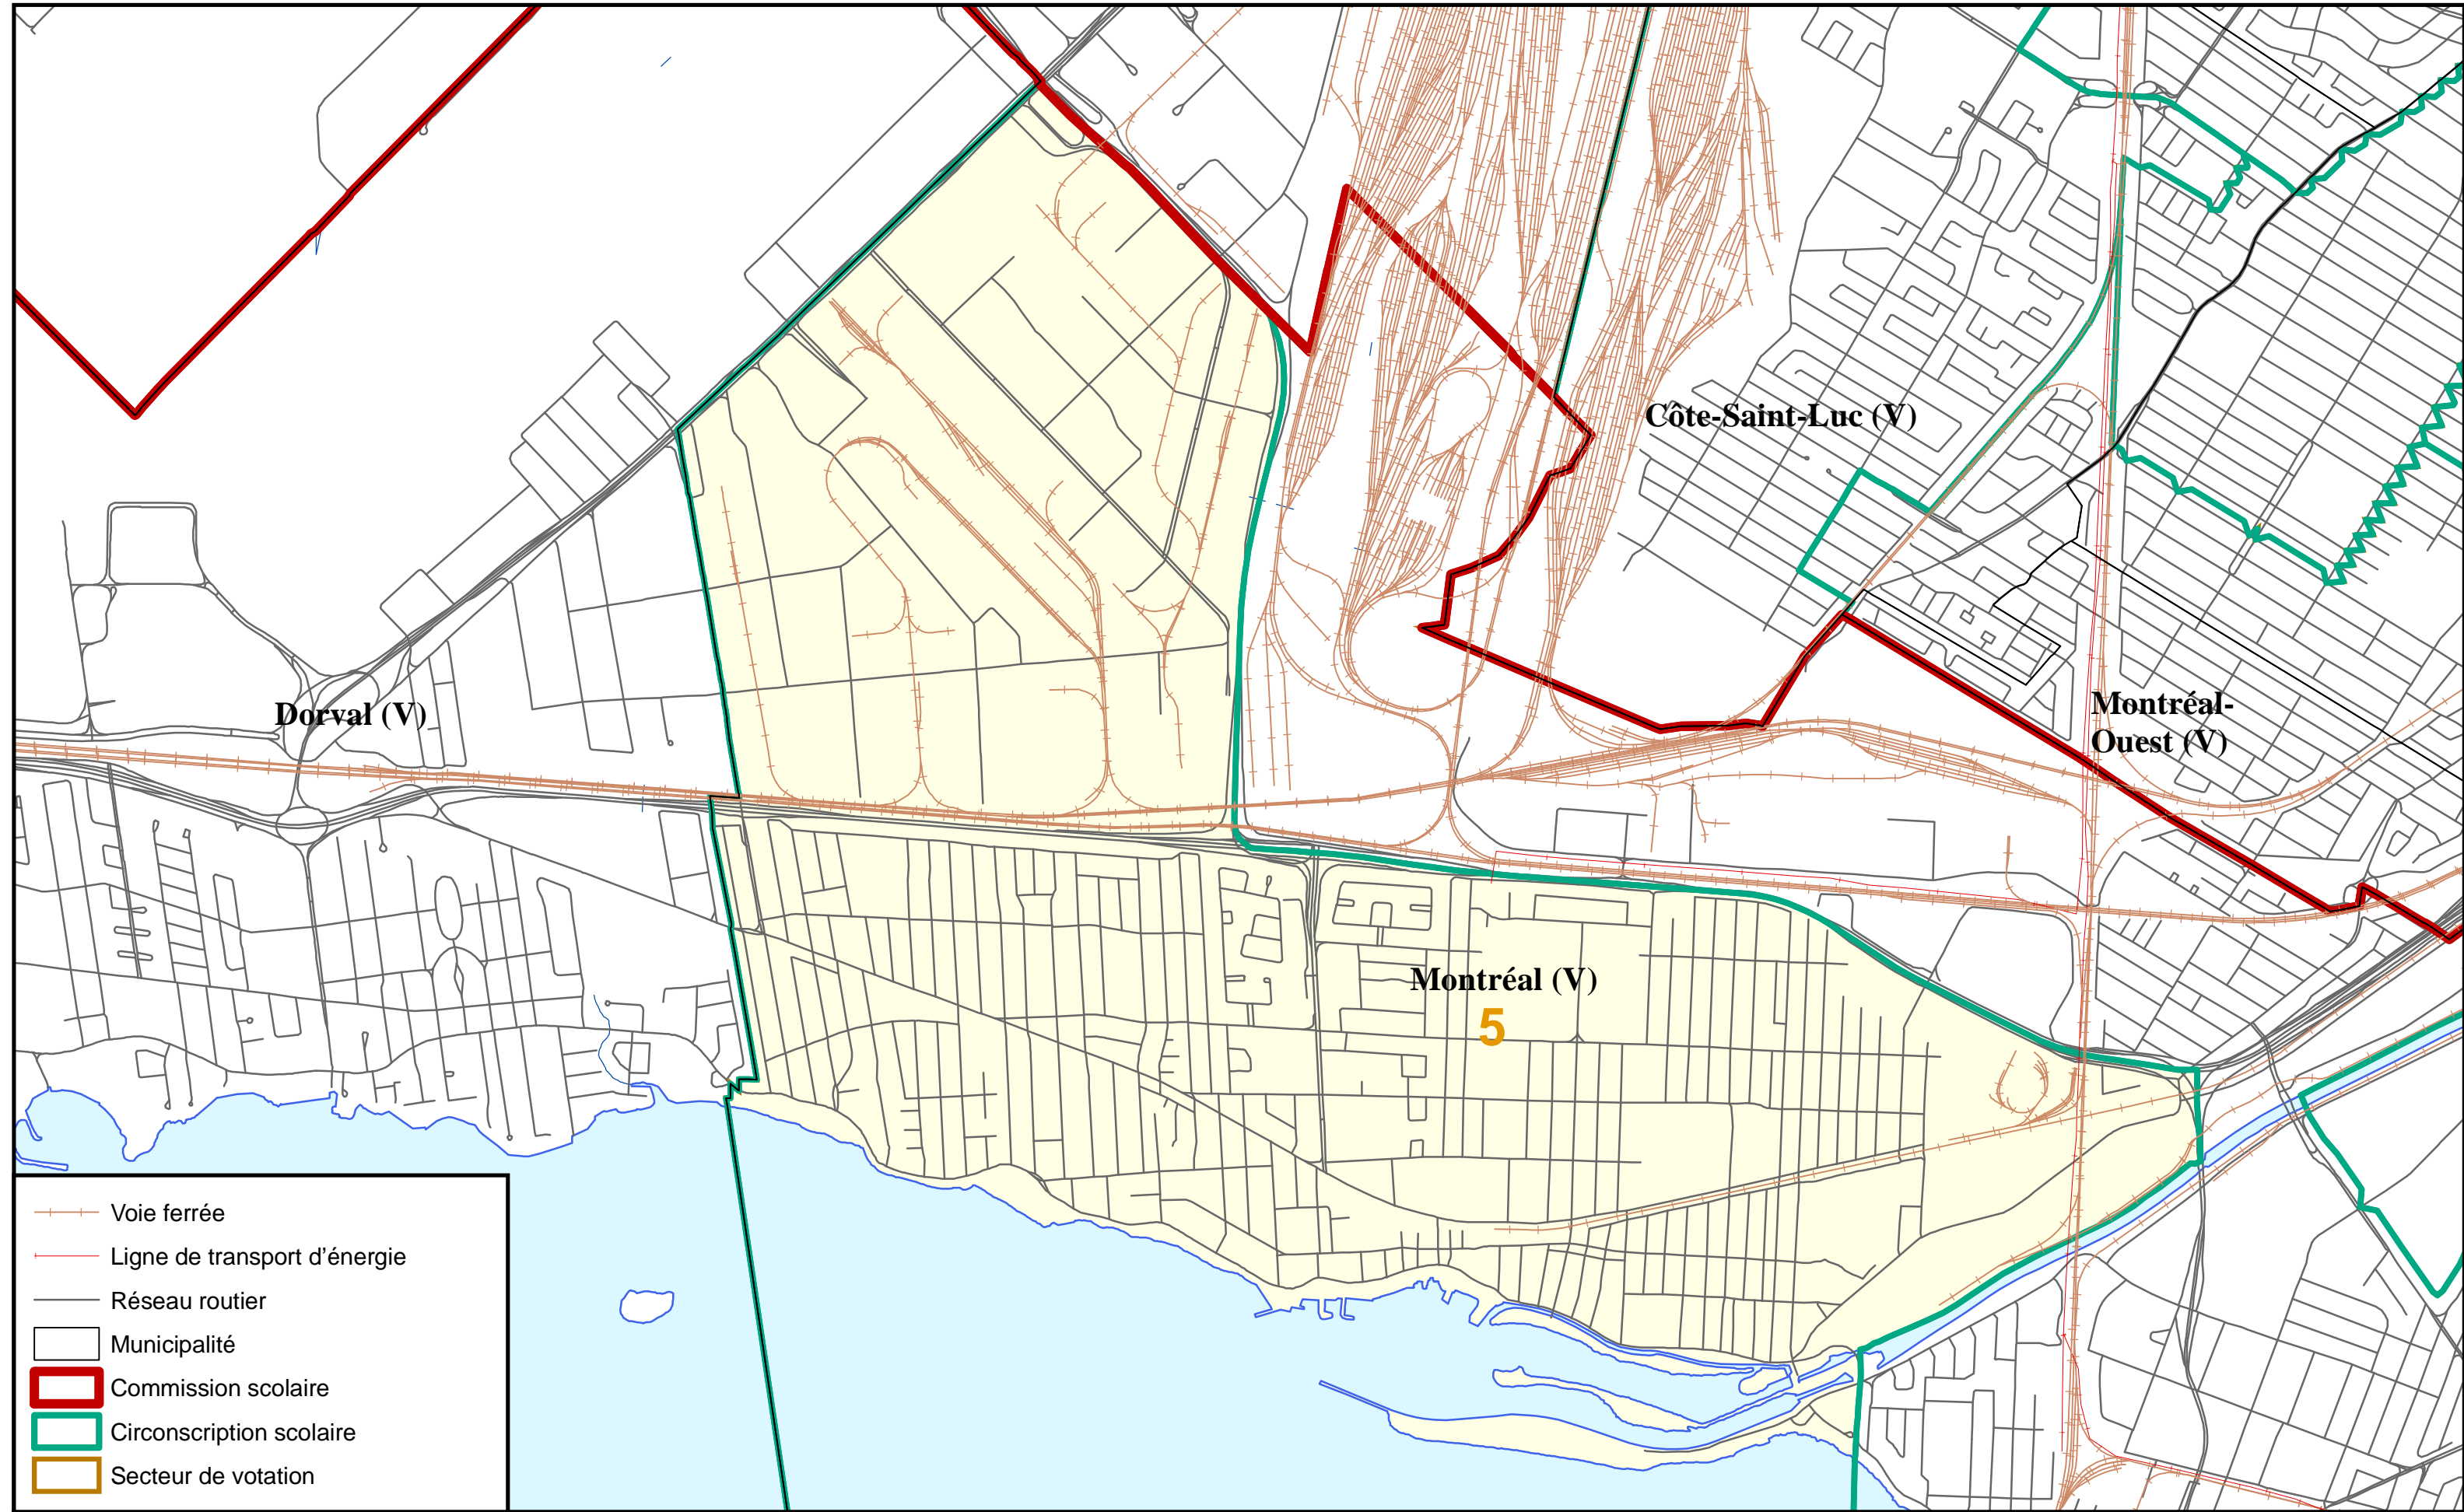 Côte-Saint-Luc (V)
Dorval (V)
Montréal-
Ouest (V)
Montréal (V)
5
Voie ferrée
Ligne de transport d'énergie
Réseau routier
Municipalité
Commission scolaire
Circonscription scolaire
Secteur de votation